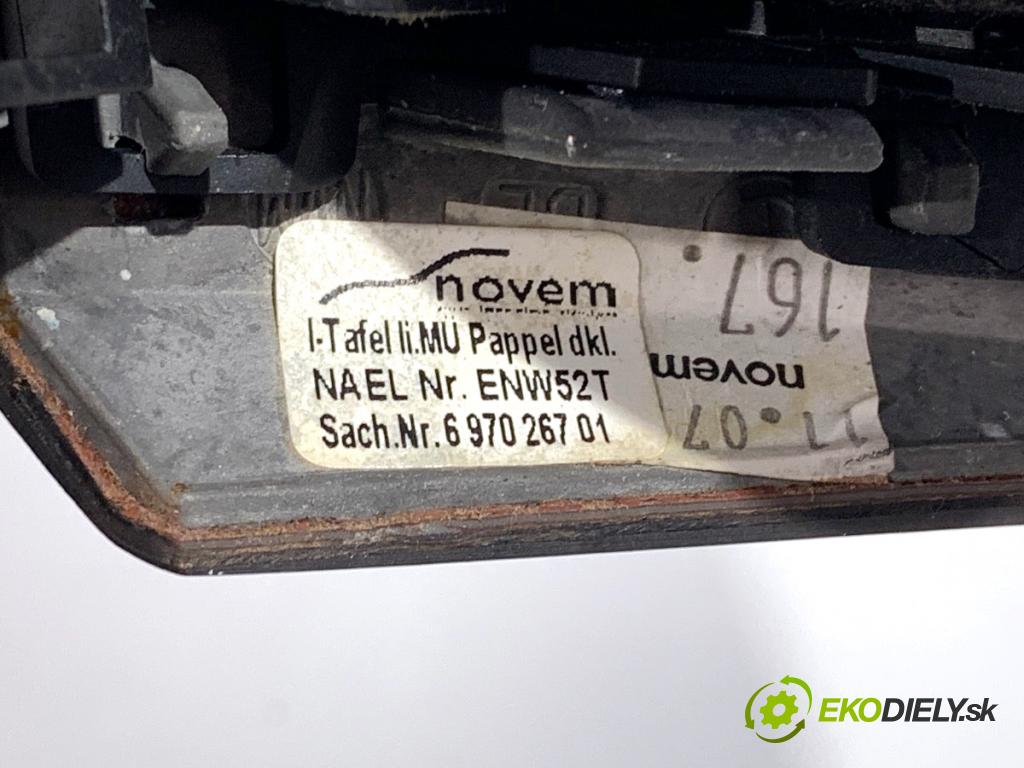 novem
I-Tafel li.MÜ Pappel dkl.
NAEL Nr. ENW52T
Sach.Nr. 6 970 267 01
167.
novem
11.07
EKODIELY.sk